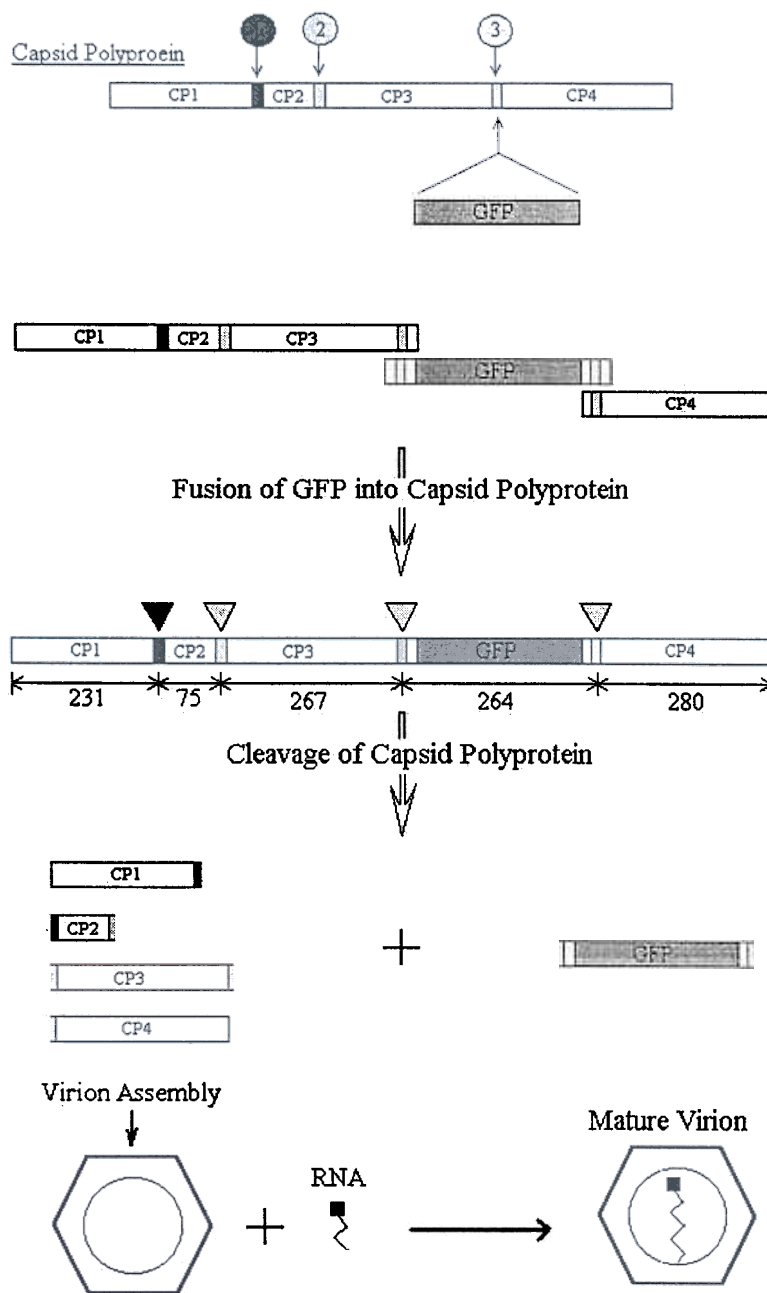 2
3
Capsid Polyproein
CP1 CP2 CP3 CP4
GFP
CP1 CP2 CP3
GFP
CP4
Fusion of GFP into Capsid Polyprotein
CP1 CP2 CP3 GFP CP4
231 75 267 264 280
Cleavage of Capsid Polyprotein
CP1
CP2
+
GFP
CP3
CP4
Virion Assembly
Mature Virion
RNA
+